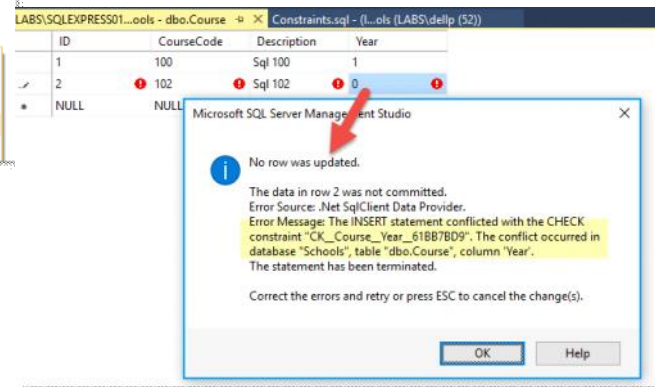 LABS\SQLEXPRESS01...ools - dbo.Course Constraints.sql - (l...ols (LABS\dellp (52))
ID CourseCode Description Year
1 100 Sql 100 1
2 102 Sql 102 0
NULL NULL
Microsoft SQL Server Management Studio
No row was updated.
The data in row 2 was not committed.
Error Source: .Net SqlClient Data Provider.
Error Message: The INSERT statement conflicted with the CHECK
constraint "CK__Course__Year__61BB7BD9". The conflict occurred in
database "Schools", table "dbo.Course", column 'Year'.
The statement has been terminated.
Correct the errors and retry or press ESC to cancel the change(s).
OK Help